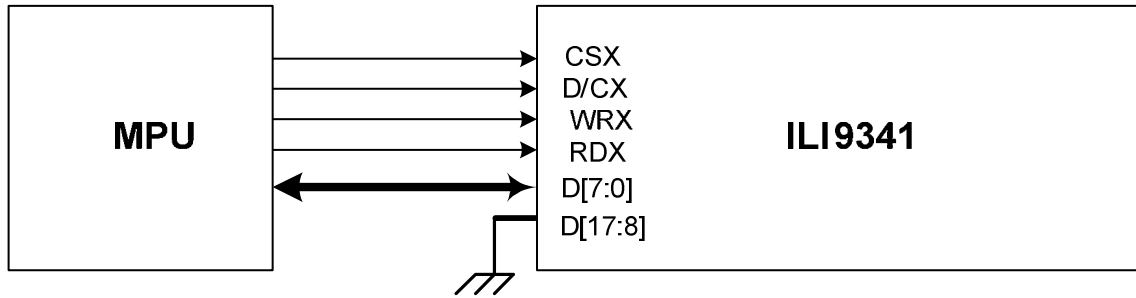 MPU
CSX
D/CX
WRX
RDX
D[7:0]
D[17:8]
ILI9341